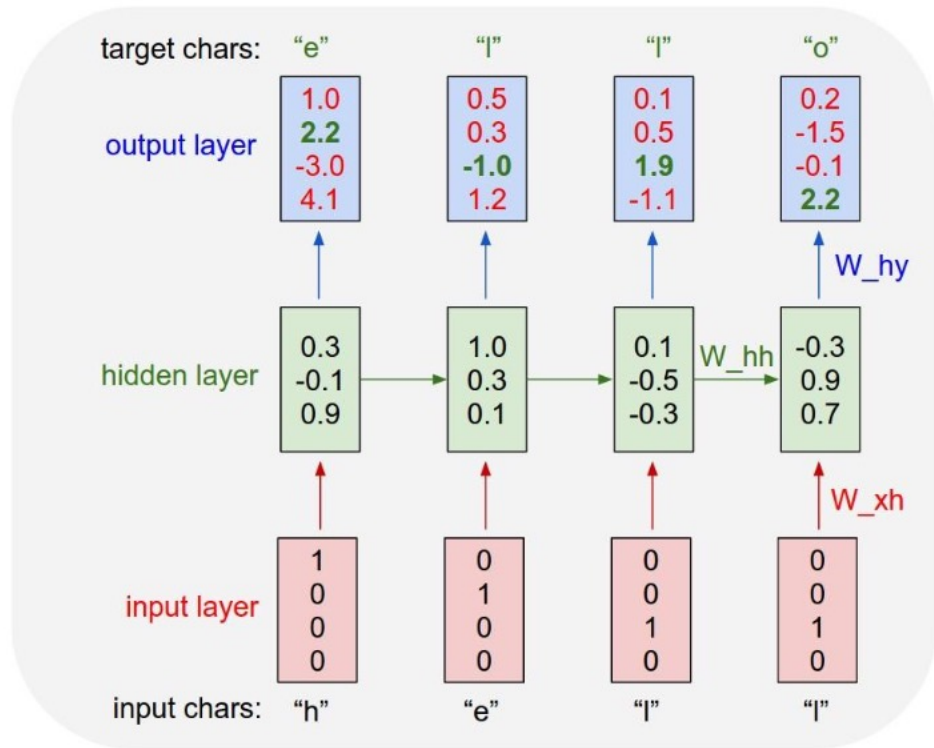 target chars: “e” “l” “l” “o”
1.0 0.5 0.1 0.2
2.2 0.3 0.5 -1.5
output layer
-3.0 -1.0 1.9 -0.1
4.1 1.2 -1.1 2.2
W_hy
0.3 1.0 0.1 -0.3
W_hh
hidden layer -0.1 0.3 -0.5 0.9
0.9 0.1 -0.3 0.7
W_xh
1 0 0 0
0 1 0 0
input layer
0 0 1 1
0 0 0 0
input chars: “h” “e” “l” “l”